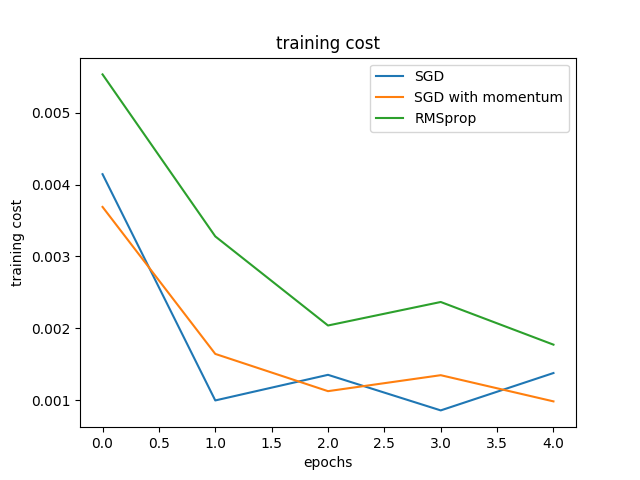 training cost
SGD
SGD with momentum
RMSprop
0.005
0.004
0.003
0.002
0.001
training cost
0.0 0.5 1.0 1.5 2.0 2.5 3.0 3.5 4.0
epochs